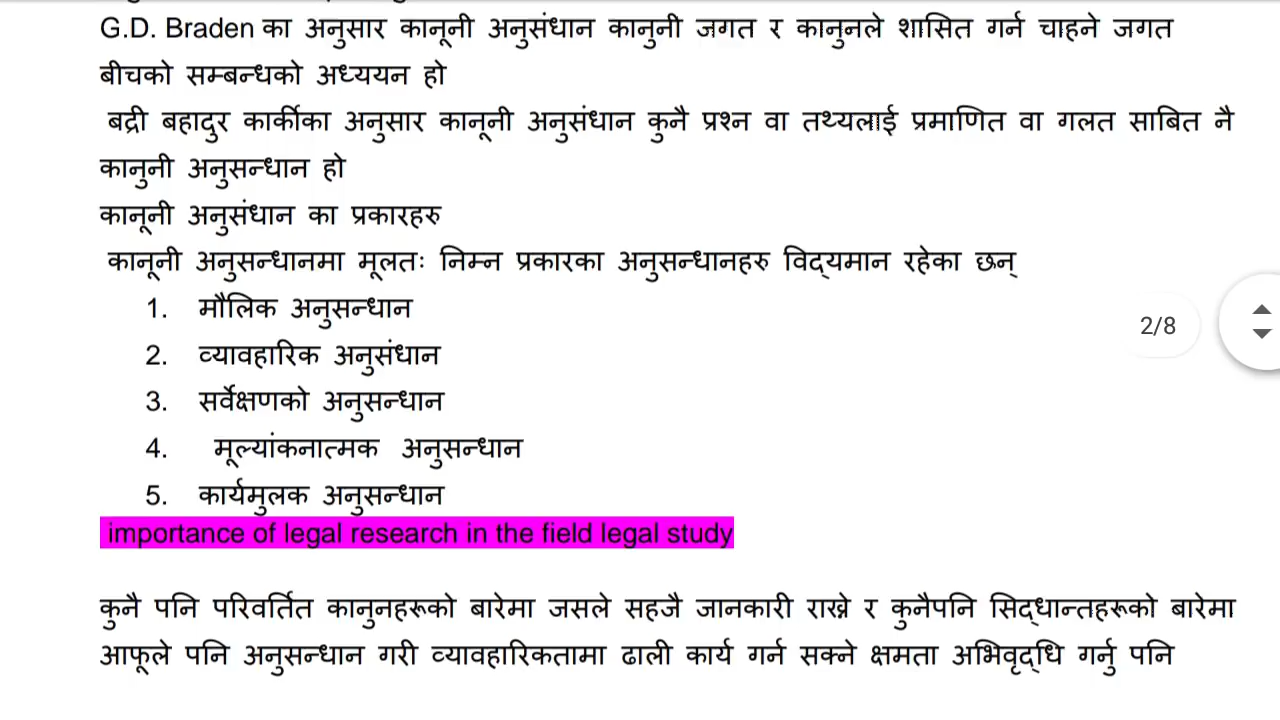 G.D. Braden का अनुसार कानूनी अनुसंधान कानुनी जगत र कानुनले शासित गर्न चाहने जगत
बीचको सम्बन्धको अध्ययन हो
बद्री बहादुर कार्कीका अनुसार कानूनी अनुसंधान कुनै प्रश्न वा तथ्यलाई प्रमाणित वा गलत साबित नै
कानुनी अनुसन्धान हो
कानूनी अनुसंधान का प्रकारहरु
कानूनी अनुसन्धानमा मूलतः निम्न प्रकारका अनुसन्धानहरु विद्यमान रहेका छन्
1. मौलिक अनुसन्धान
2. व्यावहारिक अनुसंधान
2/8
3. सर्वेक्षणको अनुसन्धान
4. मूल्यांकनात्मक अनुसन्धान
5. कार्यमुलक अनुसन्धान
importance of legal research in the field legal study
कुनै पनि परिवर्तित कानुनहरूको बारेमा जसले सहजै जानकारी राख्ने र कुनैपनि सिद्धान्तहरूको बारेमा
आफूले पनि अनुसन्धान गरी व्यावहारिकतामा ढाली कार्य गर्न सक्ने क्षमता अभिवृद्धि गर्नु पनि